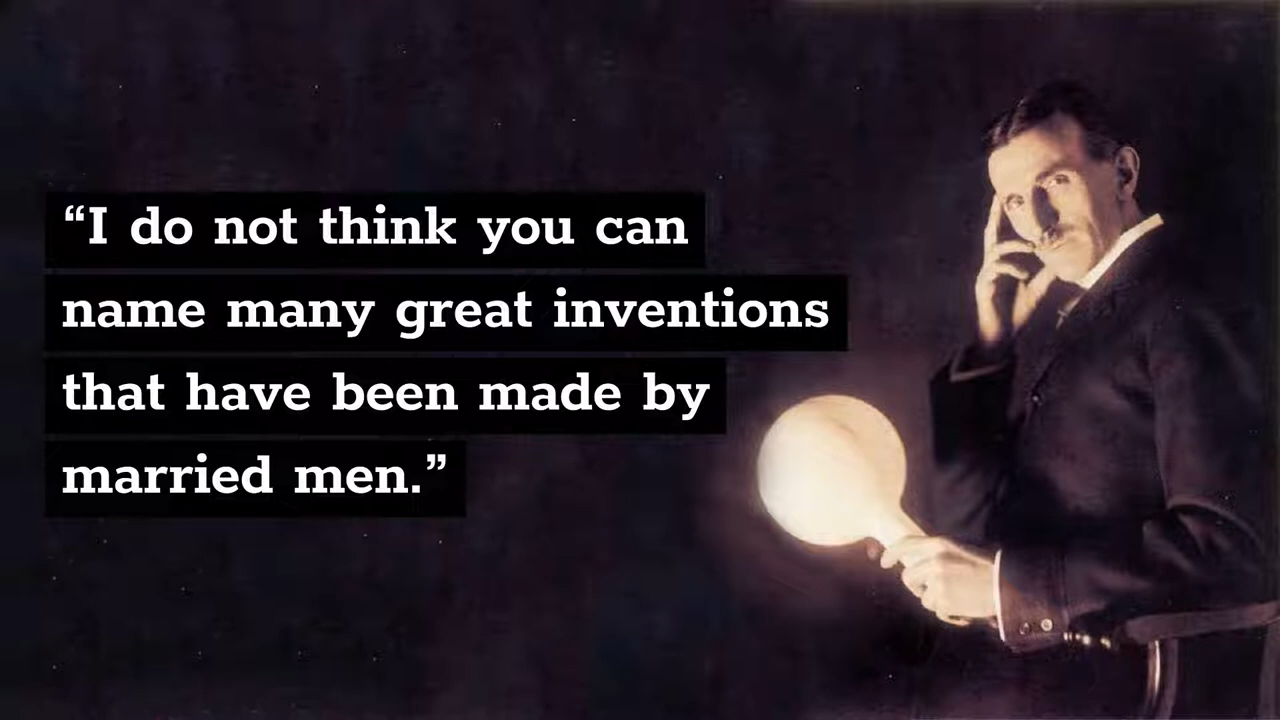 “I do not think you can
name many great inventions
that have been made by
married men.”